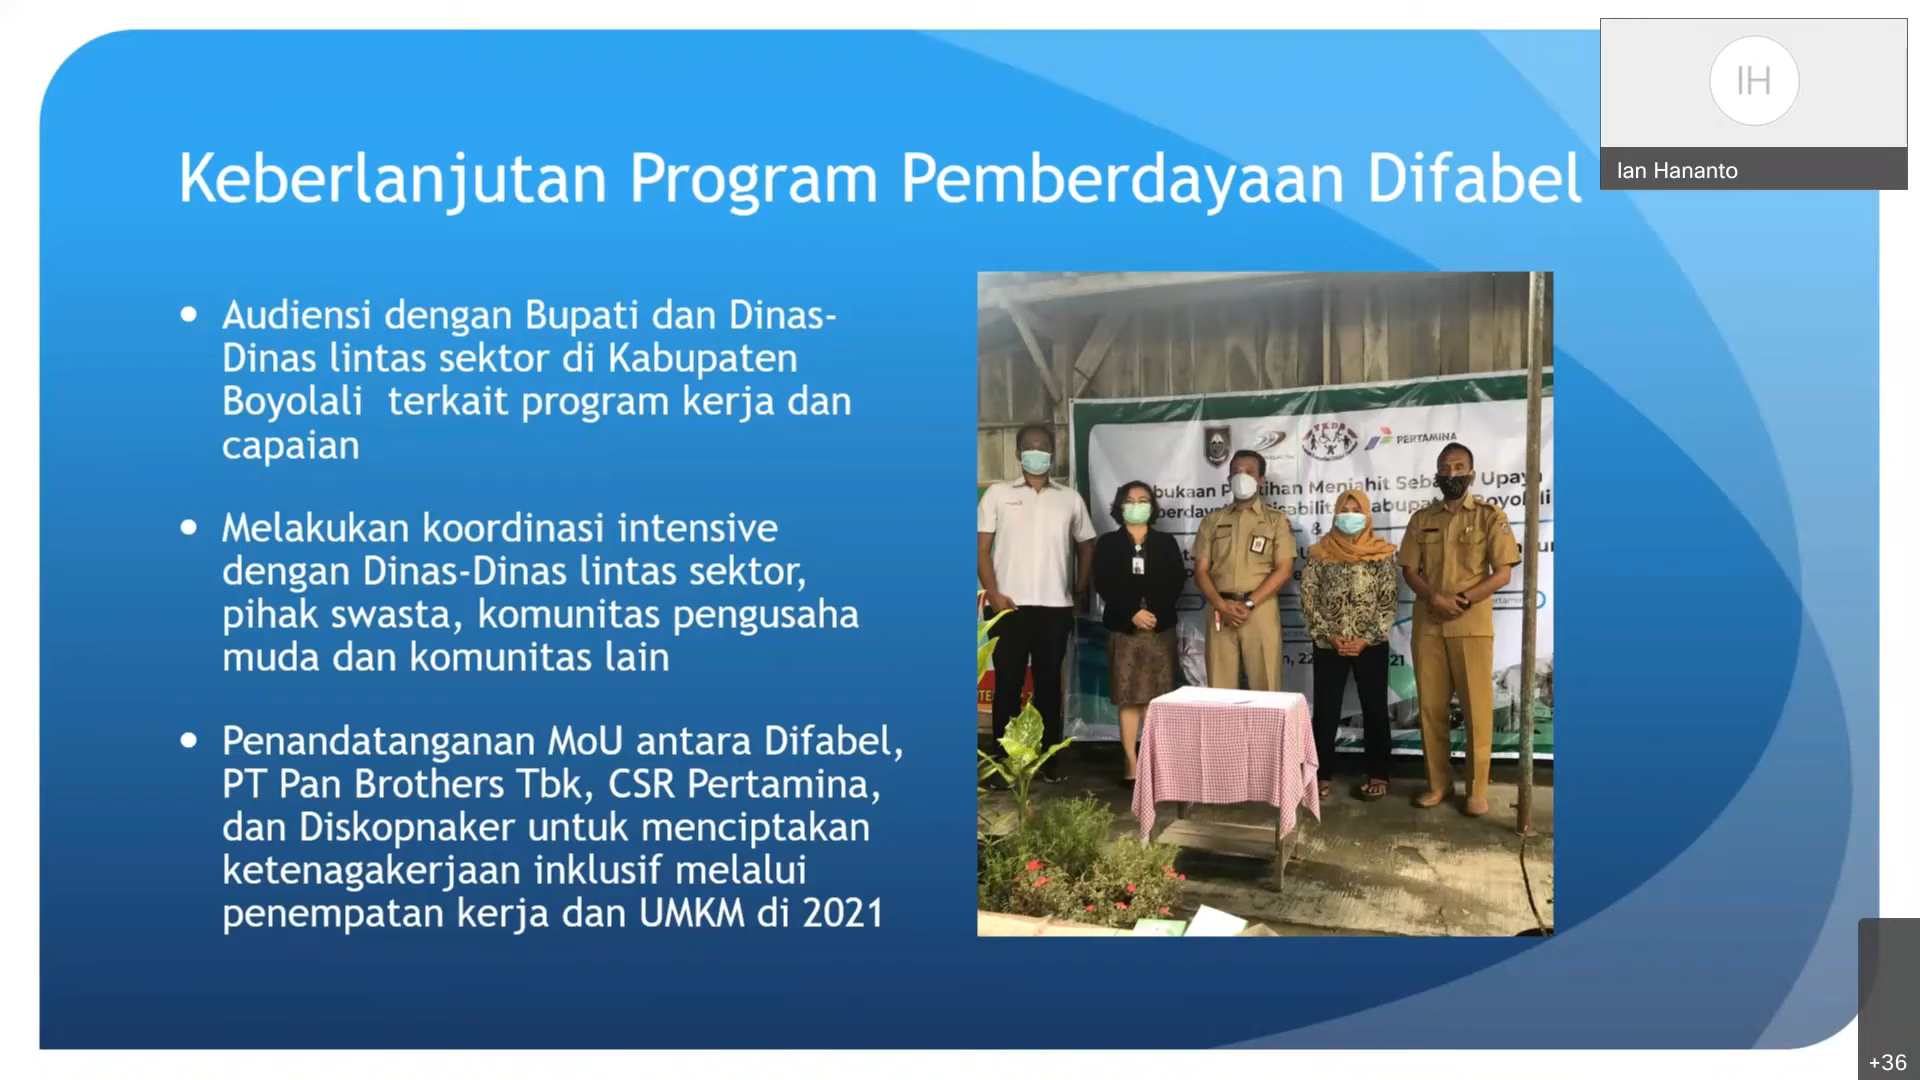 IH
Ian Hananto
Keberlanjutan Program Pemberdayaan Difabel
• Audiensi dengan Bupati dan Dinas-
Dinas lintas sektor di Kabupaten
Boyolali  terkait program kerja dan
capaian
• Melakukan koordinasi intensive
dengan Dinas-Dinas lintas sektor,
pihak swasta, komunitas pengusaha
muda dan komunitas lain
• Penandatanganan MoU antara Difabel,
PT Pan Brothers Tbk, CSR Pertamina,
dan Diskopnaker untuk menciptakan
ketenagakerjaan inklusif melalui
penempatan kerja dan UMKM di 2021
PERTAMINA
Menjahit
&
+36